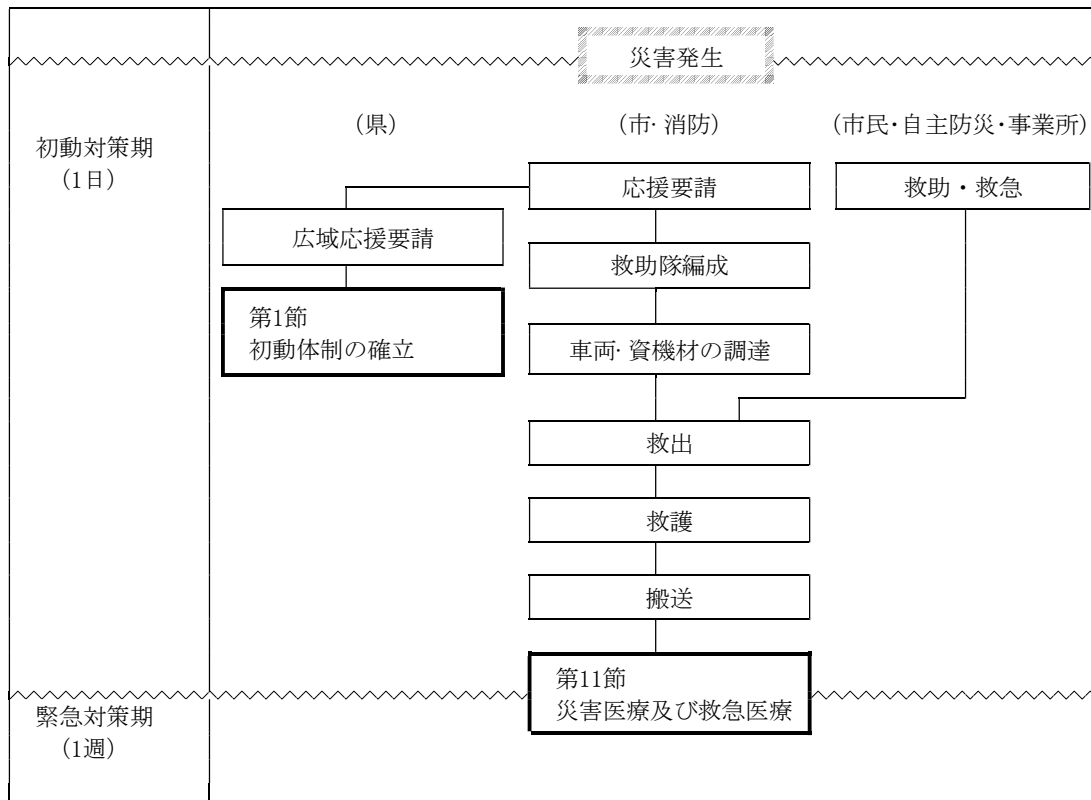 災害発生
(県)
(市・消防)
(市民・自主防災・事業所)
初動対策期
(1日)
応援要請
救助・救急
広域応援要請
救助隊編成
第1節
初動体制の確立
車両・資機材の調達
救出
救護
搬送
第11節
災害医療及び救急医療
緊急対策期
(1週)